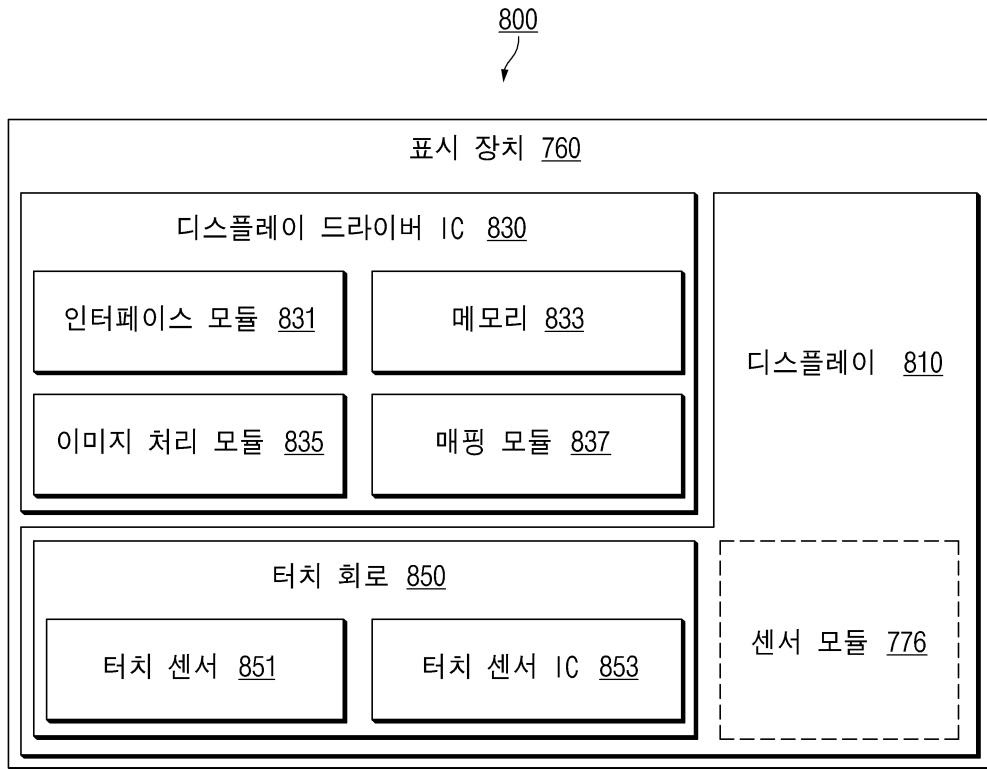 800
표시 장치 760
디스플레이 드라이버 IC 830
인터페이스 모듈 831
메모리 833
이미지 처리 모듈 835
매핑 모듈 837
디스플레이 810
터치 회로 850
터치 센서 851
터치 센서 IC 853
센서 모듈 776